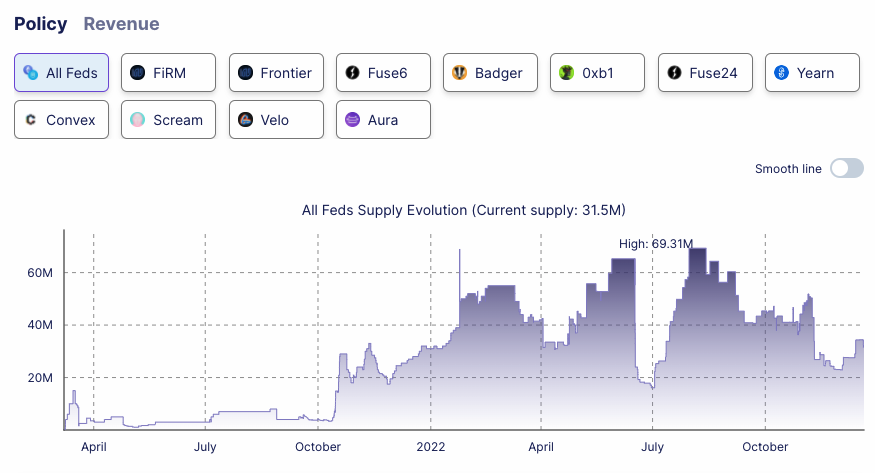 Policy Revenue
All Feds FiRM Frontier Fuse6 Badger 0xb1 Fuse24 Yearn
Convex Scream Velo Aura
Smooth line
All Feds Supply Evolution (Current supply: 31.5M)
High: 69.31M
60M
40M
20M
April July October 2022 April July October